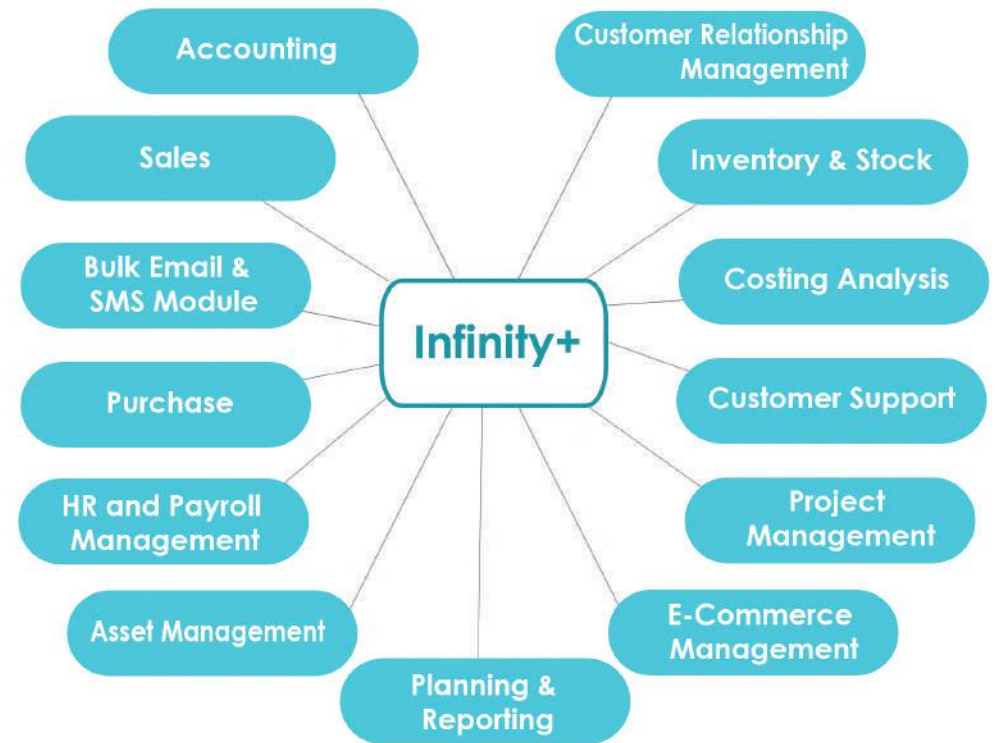 Accounting
Customer Relationship
Management
Sales
Inventory & Stock
Bulk Email &
SMS Module
Costing Analysis
Infinity+
Purchase
Customer Support
HR and Payroll
Management
Project
Management
Asset Management
E-Commerce
Management
Planning &
Reporting